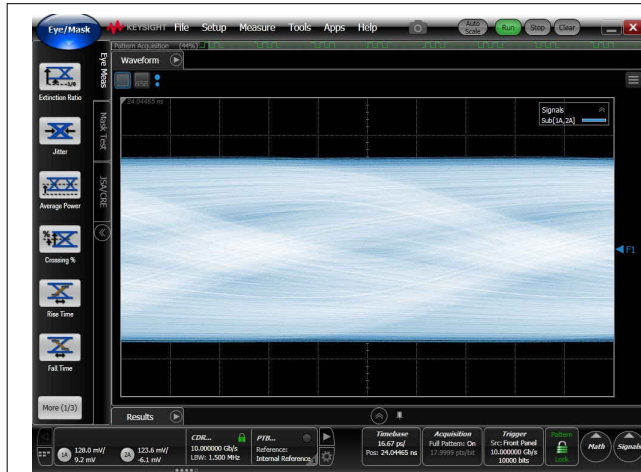 Eye/Mask
KEYSIGHT File Setup Measure Tools Apps Help
Auto
Scale
Run
Stop
Clear
Pattern Acquisition (44%)
Waveform
Eye Meas
Mask Test
JSA/CRE
24.04465 ns
Signals
Sub[1A,2A]
Extinction Ratio
Jitter
Average Power
Crossing %
Rise Time
Fall Time
More (1/3)
F1
Results
1A 128.0 mV/
9.2 mV
2A 123.6 mV/
-6.1 mV
CDR...
10.000000 Gb/s
LBW: 1.500 MHz
PTB...
Reference:
Internal Reference
Timebase
16.67 ps/
Pos: 24.04465 ns
Acquisition
Full Pattern: On
17.9999 pts/bit
Trigger
Src: Front Panel
10.000000 Gb/s
10000 bits
Pattern
Lock
Math
Signals